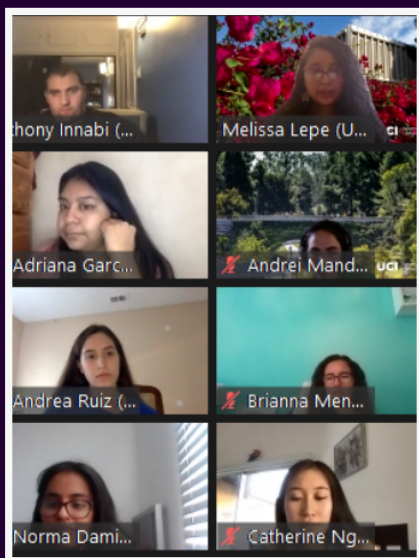 thony Innabi (...
Melissa Lepe (U...
UCI
Adriana Garc...
Andrei Mand...
UCI
Andrea Ruiz (...
Brianna Men...
Norma Dami...
Catherine Ng...